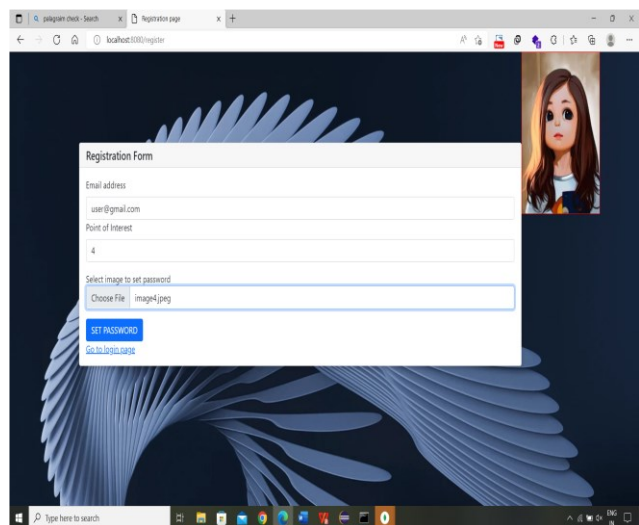 palagraim check - Search
Registration page
localhost:8080/register
New
Registration Form
Email address
user@gmail.com
Point of Interest
4
Select image to set password
Choose File image4.jpeg
SET PASSWORD
Go to login page
Type here to search
ENG
IN